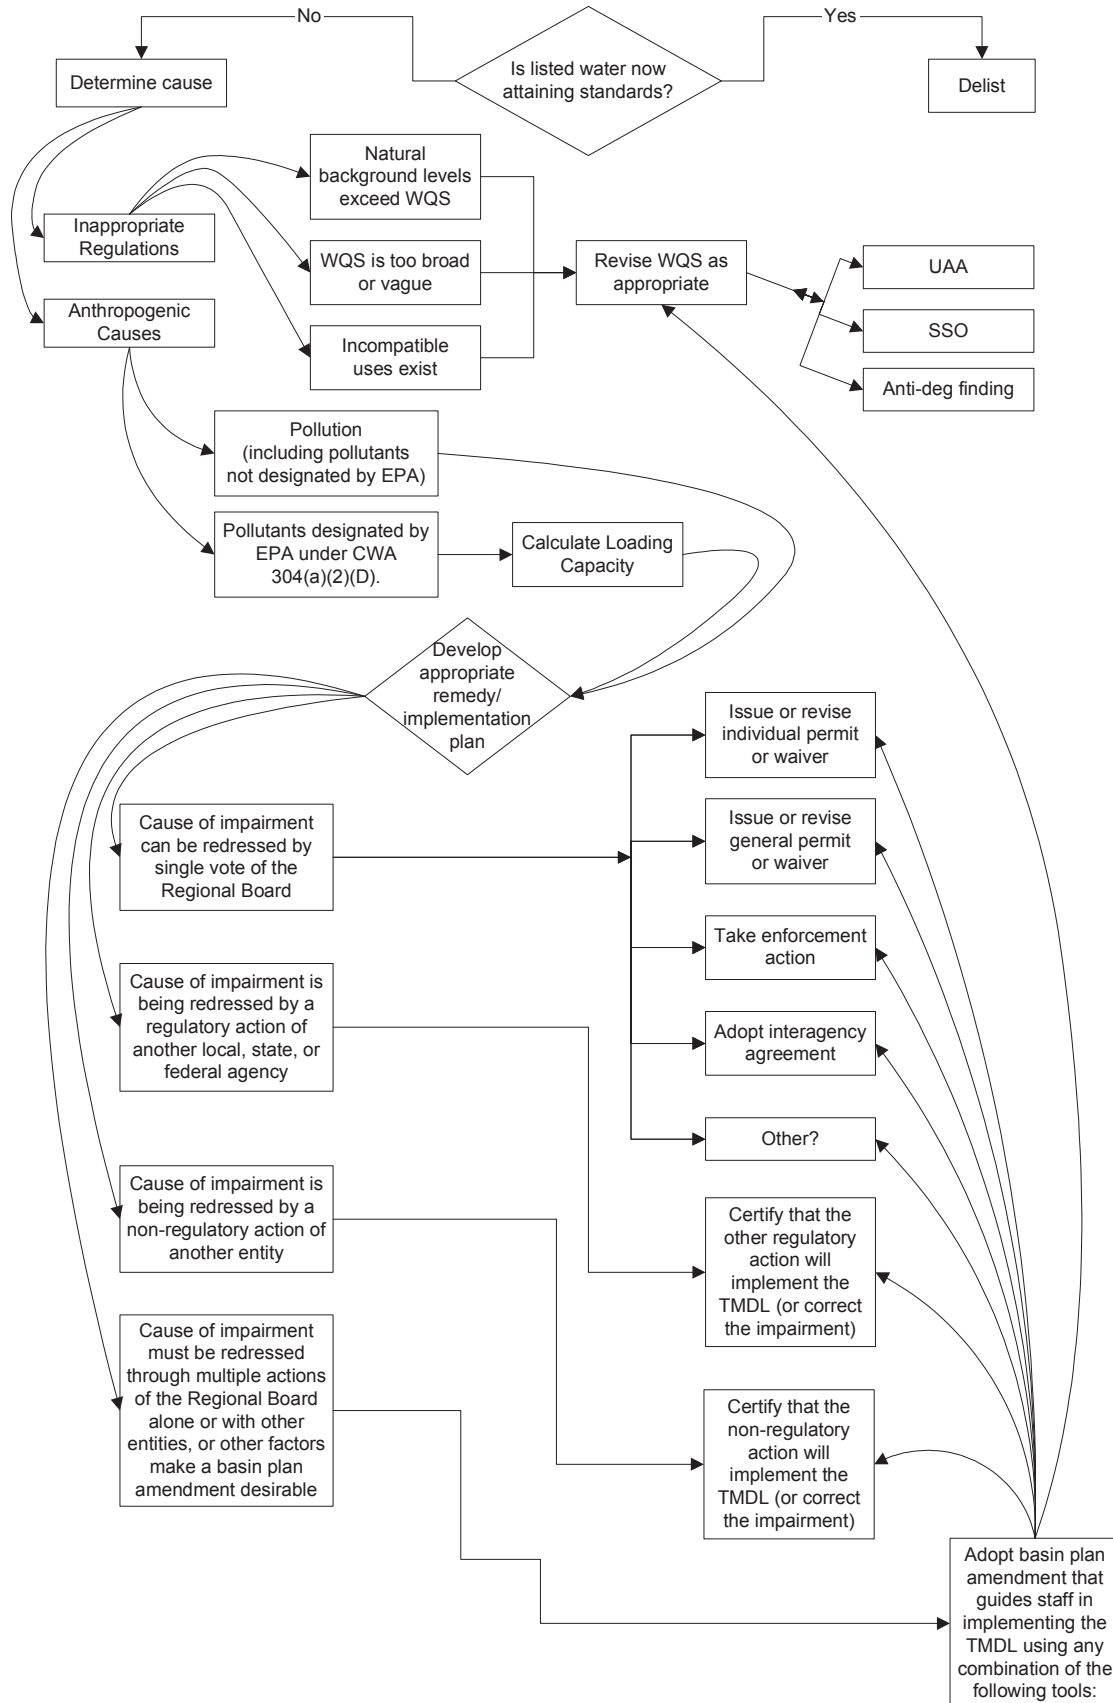 No
Yes
Is listed water now
attaining standards?
Determine cause
Delist
Natural
background levels
exceed WQS
Inappropriate
Regulations
WQS is too broad
or vague
Revise WQS as
appropriate
UAA
Anthropogenic
Causes
SSO
Incompatible
uses exist
Anti-deg finding
Pollution
(including pollutants
not designated by EPA)
Pollutants designated by
EPA under CWA
304(a)(2)(D).
Calculate Loading
Capacity
Develop
appropriate
remedy/
implementation
plan
Issue or revise
individual permit
or waiver
Cause of impairment
can be redressed by
single vote of the
Regional Board
Issue or revise
general permit
or waiver
Take enforcement
action
Cause of impairment is
being redressed by a
regulatory action of
another local, state, or
federal agency
Adopt interagency
agreement
Other?
Cause of impairment is
being redressed by a
non-regulatory action of
another entity
Certify that the
other regulatory
action will
implement the
TMDL (or correct
the impairment)
Cause of impairment
must be redressed
through multiple actions
of the Regional Board
alone or with other
entities, or other factors
make a basin plan
amendment desirable
Certify that the
non-regulatory
action will
implement the
TMDL (or correct
the impairment)
Adopt basin plan
amendment that
guides staff in
implementing the
TMDL using any
combination of the
following tools: